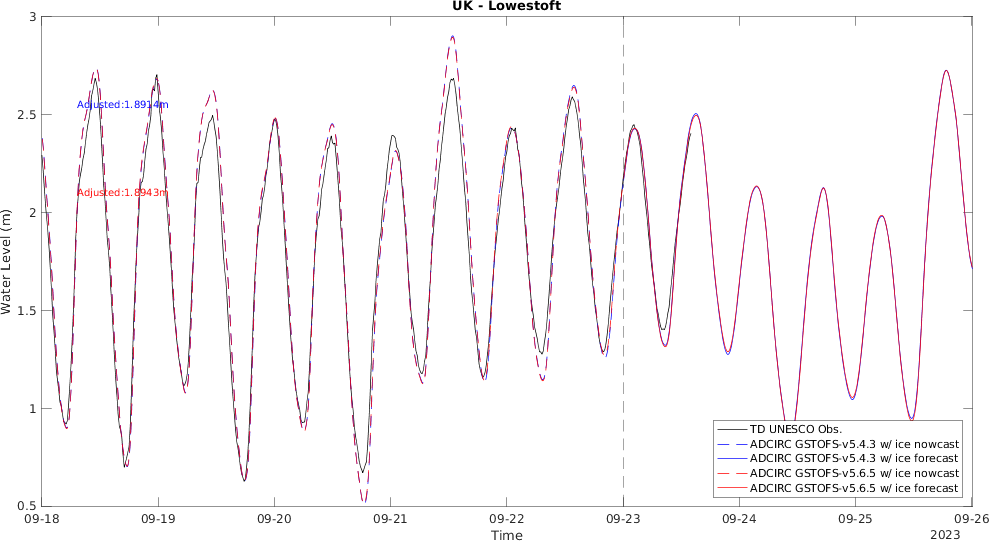 UK - Lowestoft
3
2.5
2
1.5
1
0.5
Water Level (m)
Adjusted:1.8914m
Adjusted:1.8943m
TD UNESCO Obs.
ADCIRC GSTOFS-v5.4.3 w/ ice nowcast
ADCIRC GSTOFS-v5.4.3 w/ ice forecast
ADCIRC GSTOFS-v5.6.5 w/ ice nowcast
ADCIRC GSTOFS-v5.6.5 w/ ice forecast
09-18 09-19 09-20 09-21 09-22 09-23 09-24 09-25 09-26
Time
2023